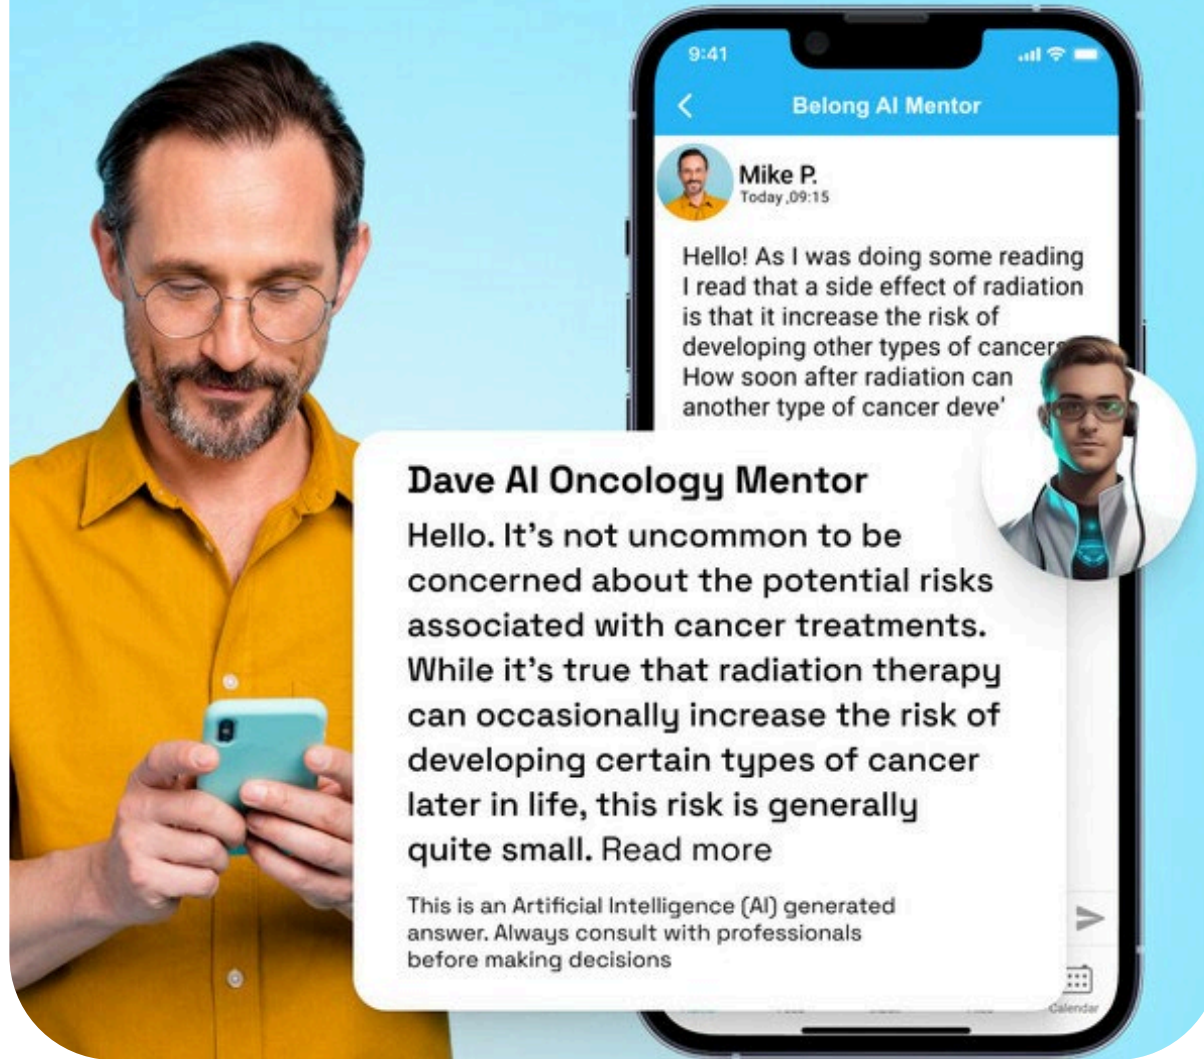 9:41
Belong AI Mentor
Mike P.
Today ,09:15
Hello! As I was doing some reading
I read that a side effect of radiation
is that it increase the risk of
developing other types of cancers
How soon after radiation can
another type of cancer deve
Dave AI Oncology Mentor
Hello. It's not uncommon to be
concerned about the potential risks
associated with cancer treatments.
While it's true that radiation therapy
can occasionally increase the risk of
developing certain types of cancer
later in life, this risk is generally
quite small. Read more
This is an Artificial Intelligence (AI) generated
answer. Always consult with professionals
before making decisions
Calendar